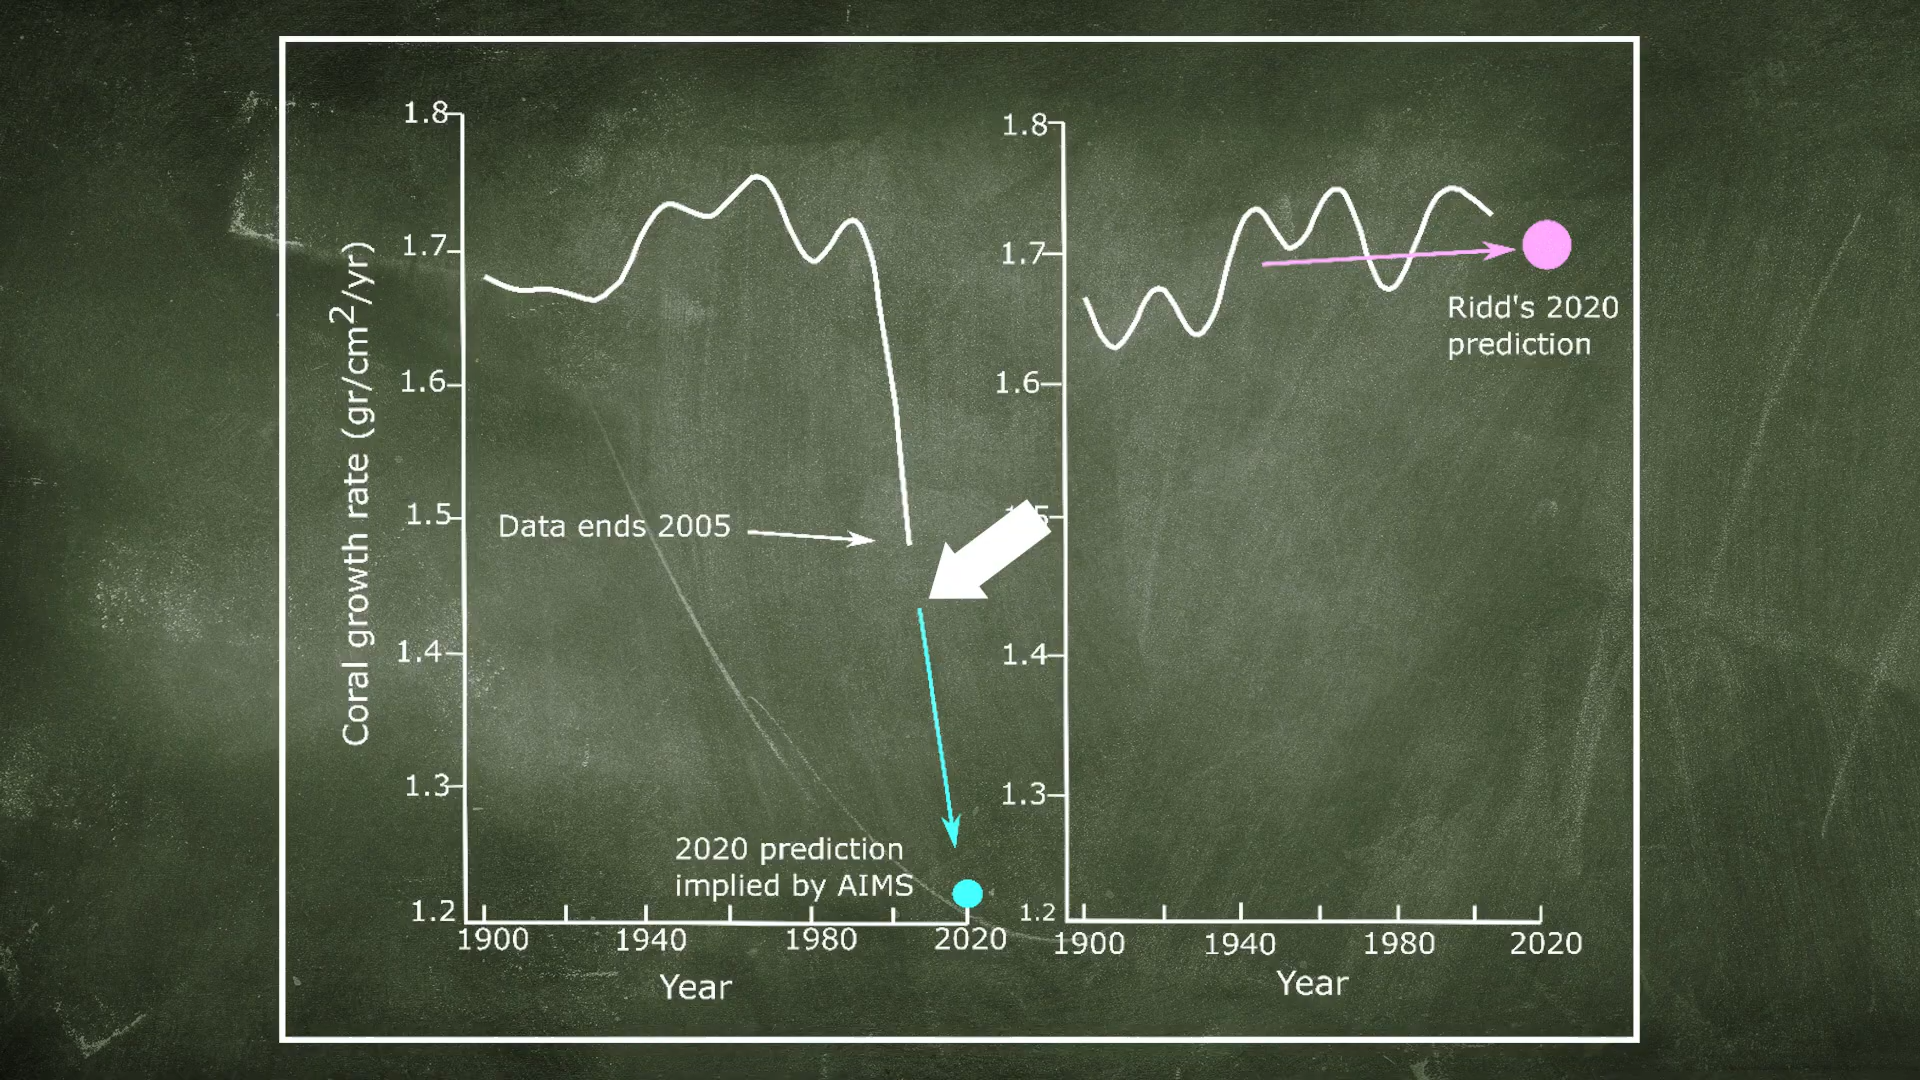 Coral growth rate (gr/cm²/yr)
1.8
1.7
1.6
1.5
1.4
1.3
1.2
Data ends 2005
2020 prediction
implied by AIMS
1900 1940 1980 2020
Year
1.8
1.7
1.6
1.4
1.3
1.2
Ridd's 2020
prediction
1900 1940 1980 2020
Year